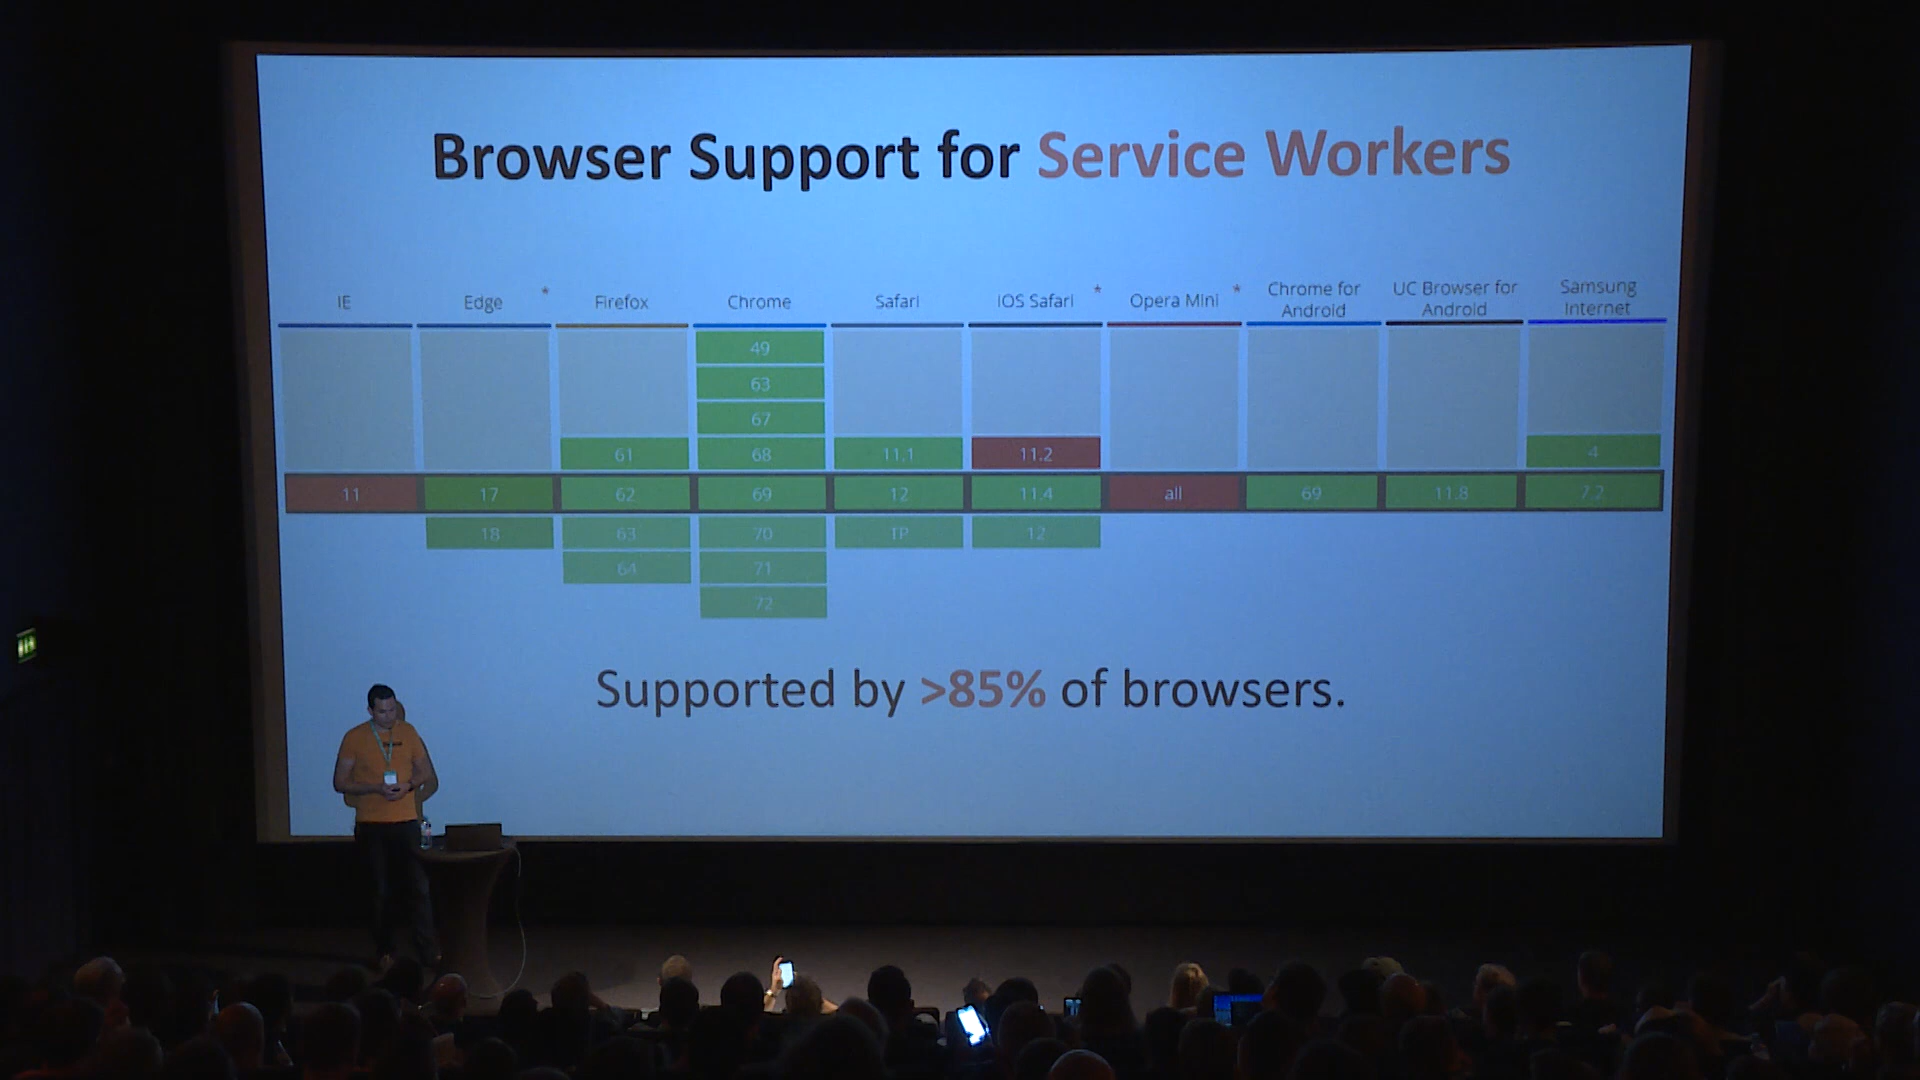 Browser Support for Service Workers
IE
Edge *
Firefox
Chrome
Safari
iOS Safari *
Opera Mini *
Chrome for
Android
UC Browser for
Android
Samsung
Internet
49
63
67
61 68 11.1 11.2 4
11 17 62 69 12 11.4 all 69 11.8 7.2
18 63 70 TP 12
64 71
72
Supported by >85% of browsers.